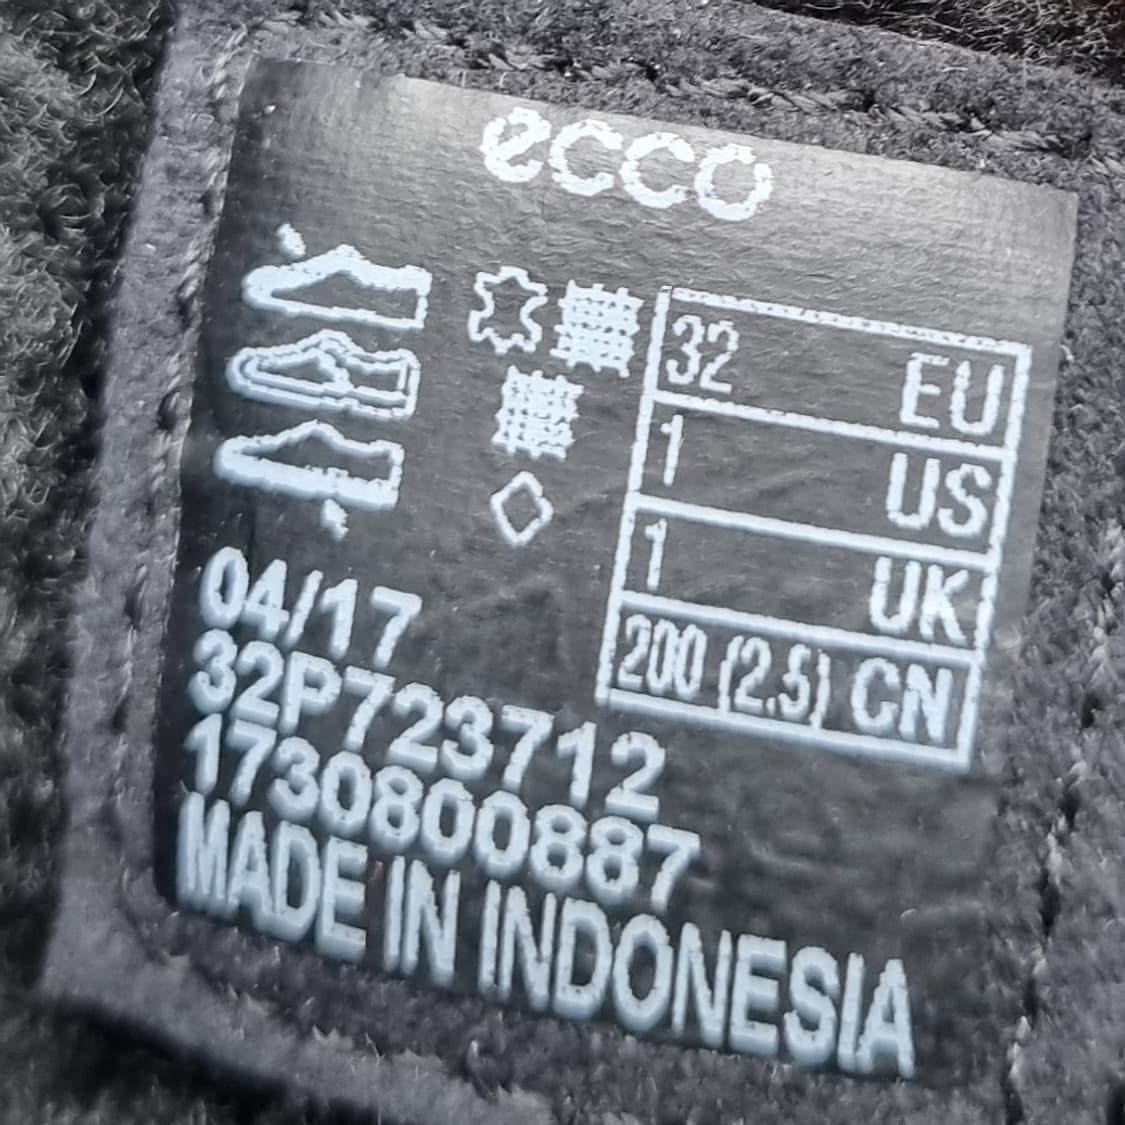 ecco
32 EU
1 US
1 UK
200 (2.5) CN
04/17
32P723712
1730800887
MADE IN INDONESIA